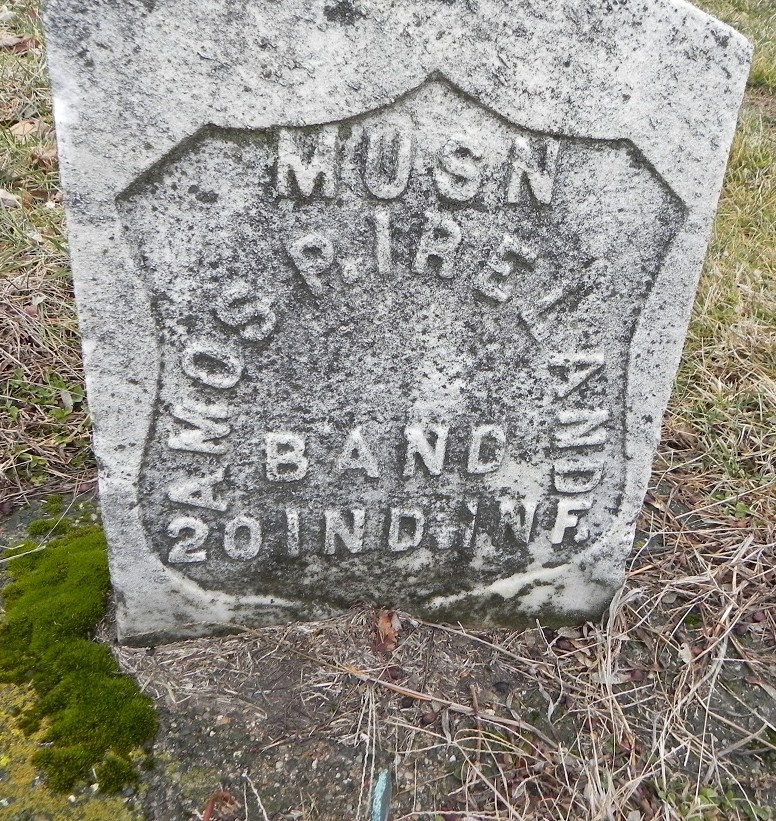 MUSN
AMOS P. IRELAND
BAND
20 IND. INF.